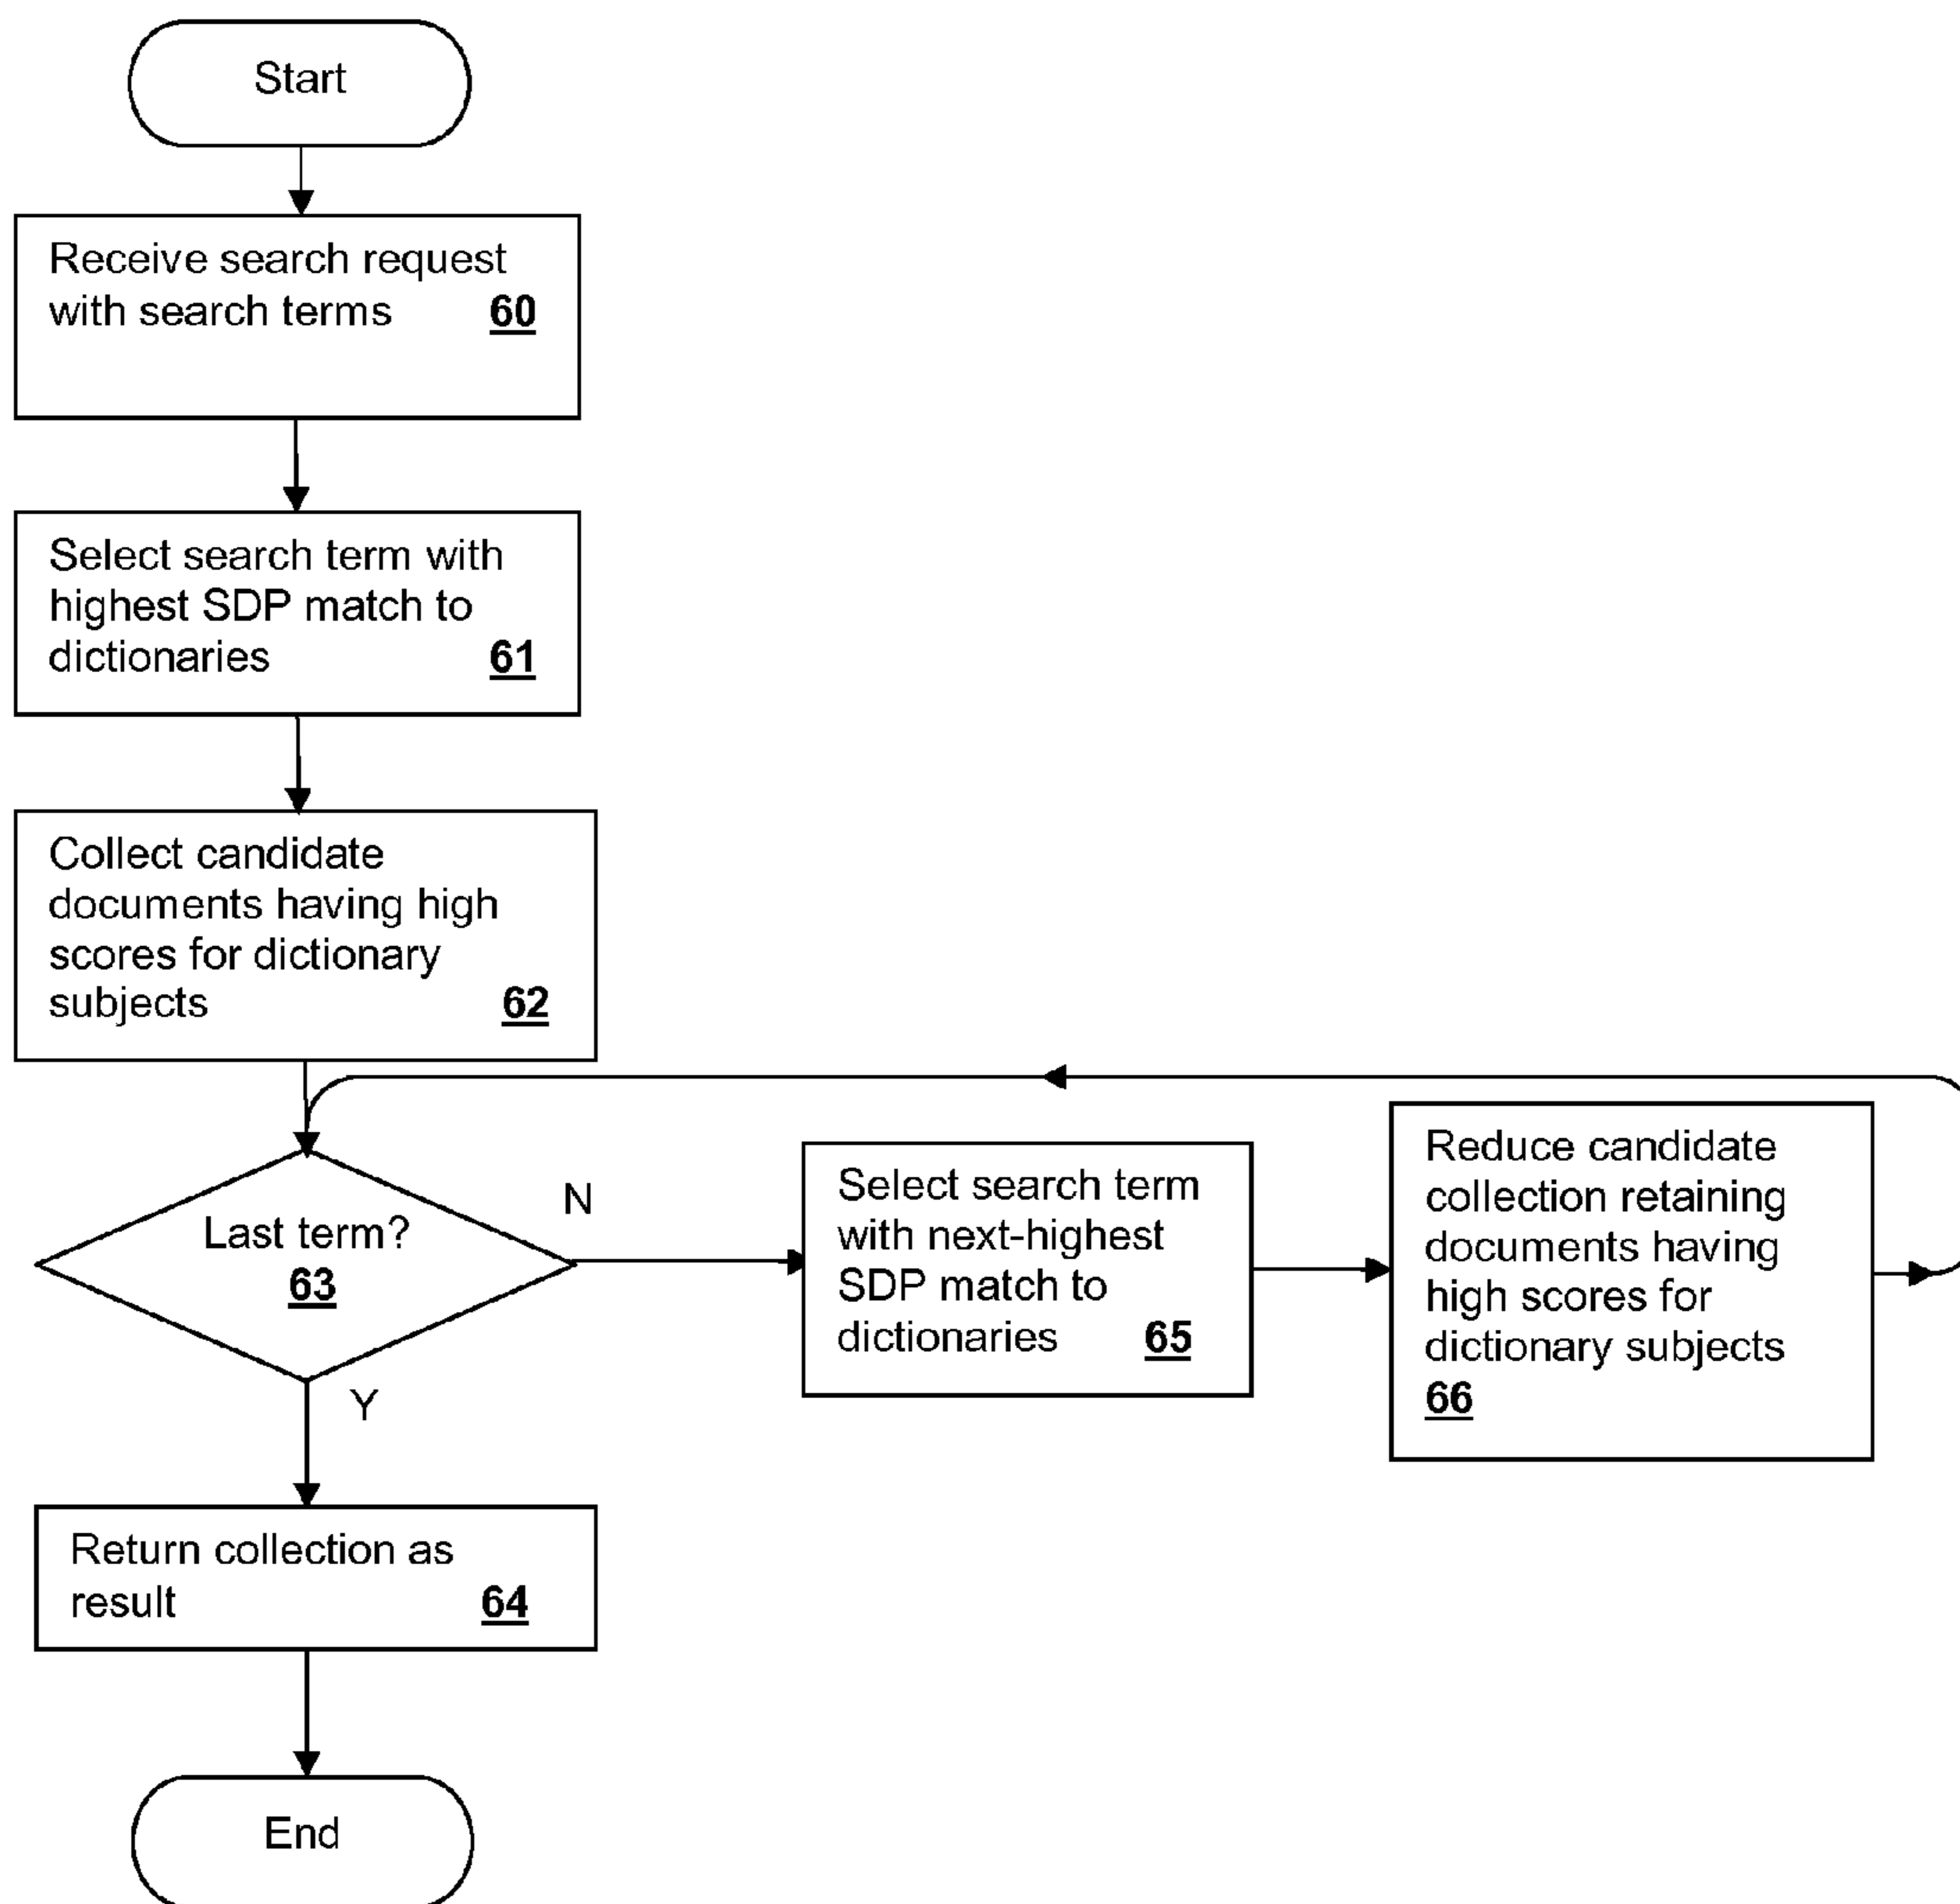 Start
Receive search request
with search terms 60
Select search term with
highest SDP match to
dictionaries 61
Collect candidate
documents having high
scores for dictionary
subjects 62
Last term?
63
N
Y
Select search term
with next-highest
SDP match to
dictionaries 65
Reduce candidate
collection retaining
documents having
high scores for
dictionary subjects
66
Return collection as
result 64
End